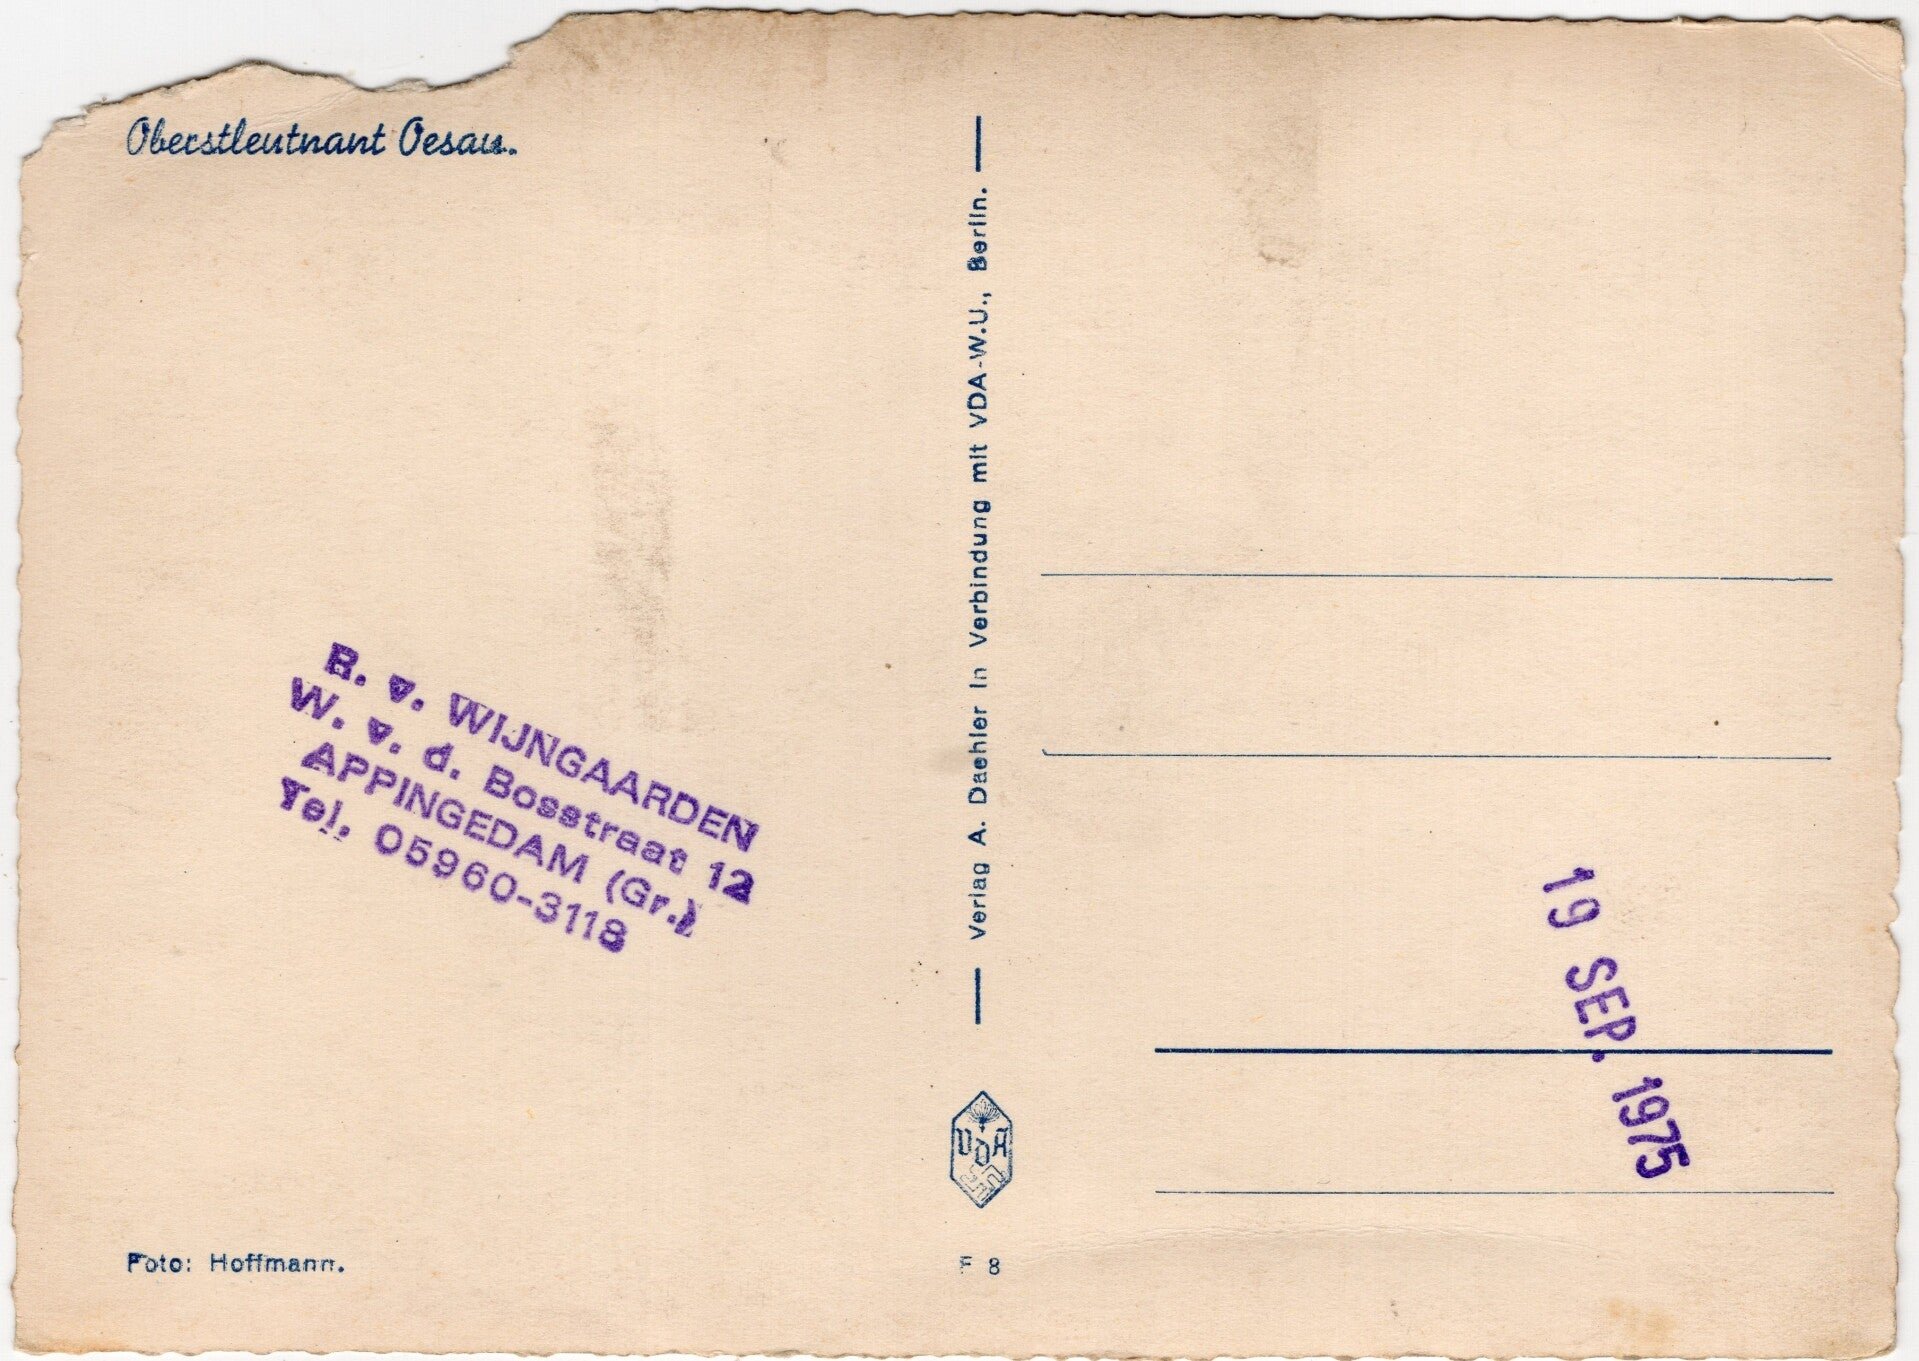 Oberstleutnant Oesau.
Verlag A. Daehler in Verbindung mit VDA-W.U., Berlin.
R. v. WIJNGAARDEN
W. v. d. Bosstraat 12
APPINGEDAM (Gr.)
Tel. 05960-3118
19 SEP. 1975
VDA
Foto: Hoffmann.
F 8